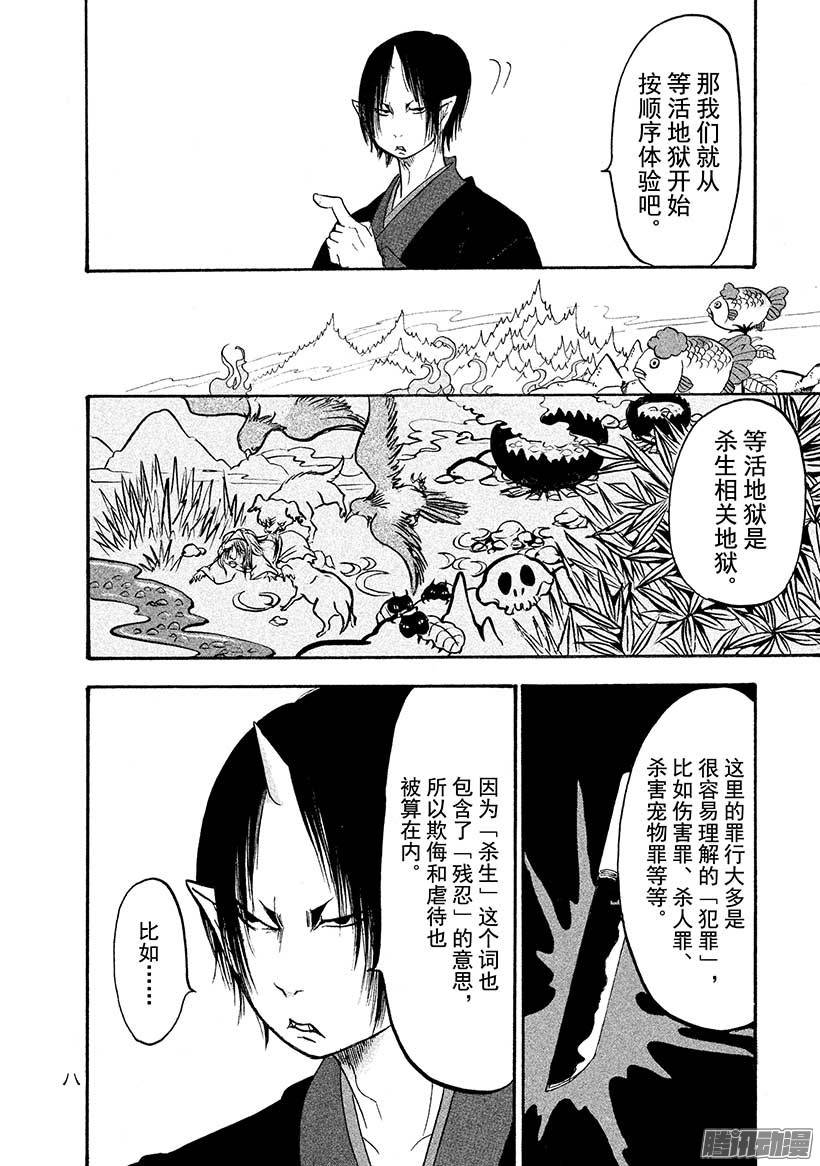 那我们就从
等活地狱开始
按顺序体验吧。
等活地狱是
杀生相关地狱。
这里的罪行大多是
很容易理解的「犯罪」，
比如伤害罪、杀人罪、
杀害宠物罪等等。
因为「杀生」这个词也
包含了「残忍」的意思，
所以欺侮和虐待也
被算在内。
比如……
八
腾讯动漫